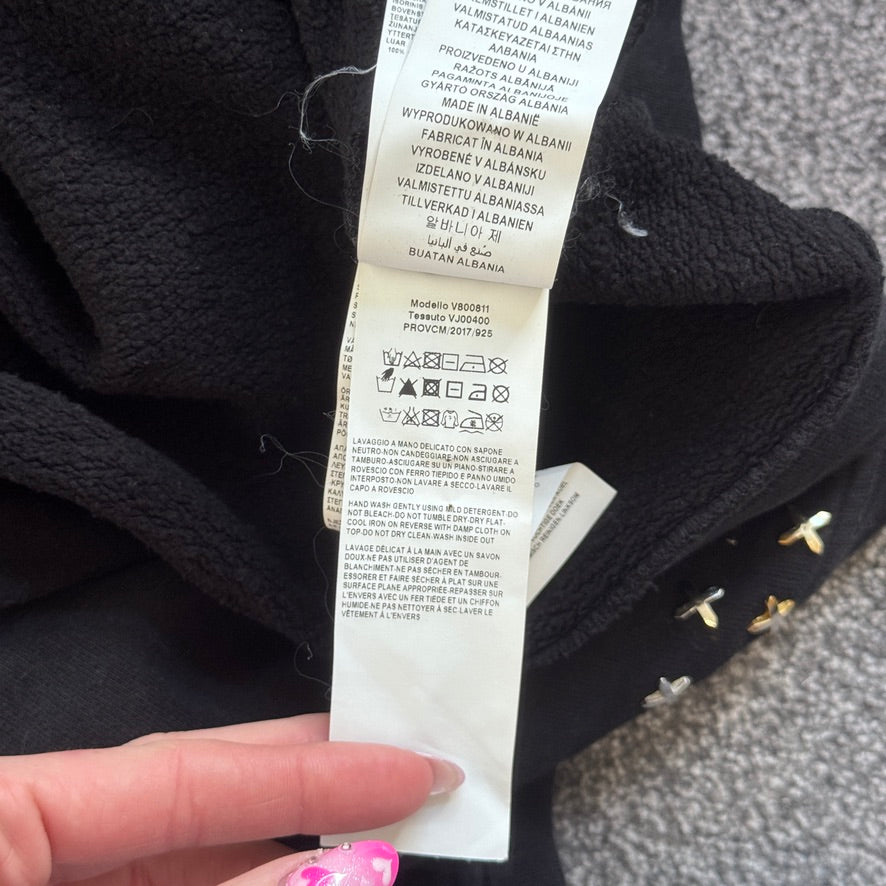 VALMISTET I ALBANIEN
VALMISTATUD ALBAANIAS
ΚΑΤΑΣΚΕΥΑΖΕΤΑΙ ΣΤΗΝ
ΑΛΒΑΝΙΑ
PROIZVEDENO U ALBANIJI
RAŽOTS ALBĀNIJĀ
PAGAMINTA ALBANIJOJE
GYÁRTÓ ORSZÁG ALBÁNIA
MADE IN ALBANIË
WYPRODUKOWANO W ALBANII
FABRICAT ÎN ALBANIA
VYROBENÉ V ALBÁNSKU
IZDELANO V ALBANIJI
VALMISTETTU ALBANIASSA
TILLVERKAD I ALBANIEN
알바니아 제
صنع في ألبانيا
BUATAN ALBANIA
Modello V800811
Tessuto VJ00400
PROVCM/2017/925
LAVAGGIO A MANO DELICATO CON SAPONE
NEUTRO-NON CANDEGGIARE-NON ASCIUGARE A
TAMBURO-ASCIUGARE SU UN PIANO-STIRARE A
ROVESCIO CON FERRO TIEPIDO E PANNO UMIDO
INTERPOSTO-NON LAVARE A SECCO-LAVARE IL
CAPO A ROVESCIO
HAND WASH GENTLY USING MILD DETERGENT-DO
NOT BLEACH-DO NOT TUMBLE DRY-DRY FLAT-
COOL IRON ON REVERSE WITH DAMP CLOTH ON
TOP-DO NOT DRY CLEAN-WASH INSIDE OUT
LAVAGE DÉLICAT À LA MAIN AVEC UN SAVON
DOUX-NE PAS UTILISER D'AGENT DE
BLANCHIMENT-NE PAS SÉCHER EN TAMBOUR-
ESSORER ET FAIRE SÉCHER À PLAT SUR UNE
SURFACE PLANE APPROPRIÉE-REPASSER SUR
L'ENVERS AVEC UN FER TIÈDE ET UN CHIFFON
HUMIDE-NE PAS NETTOYER À SEC-LAVER LE
VÊTEMENT À L'ENVERS